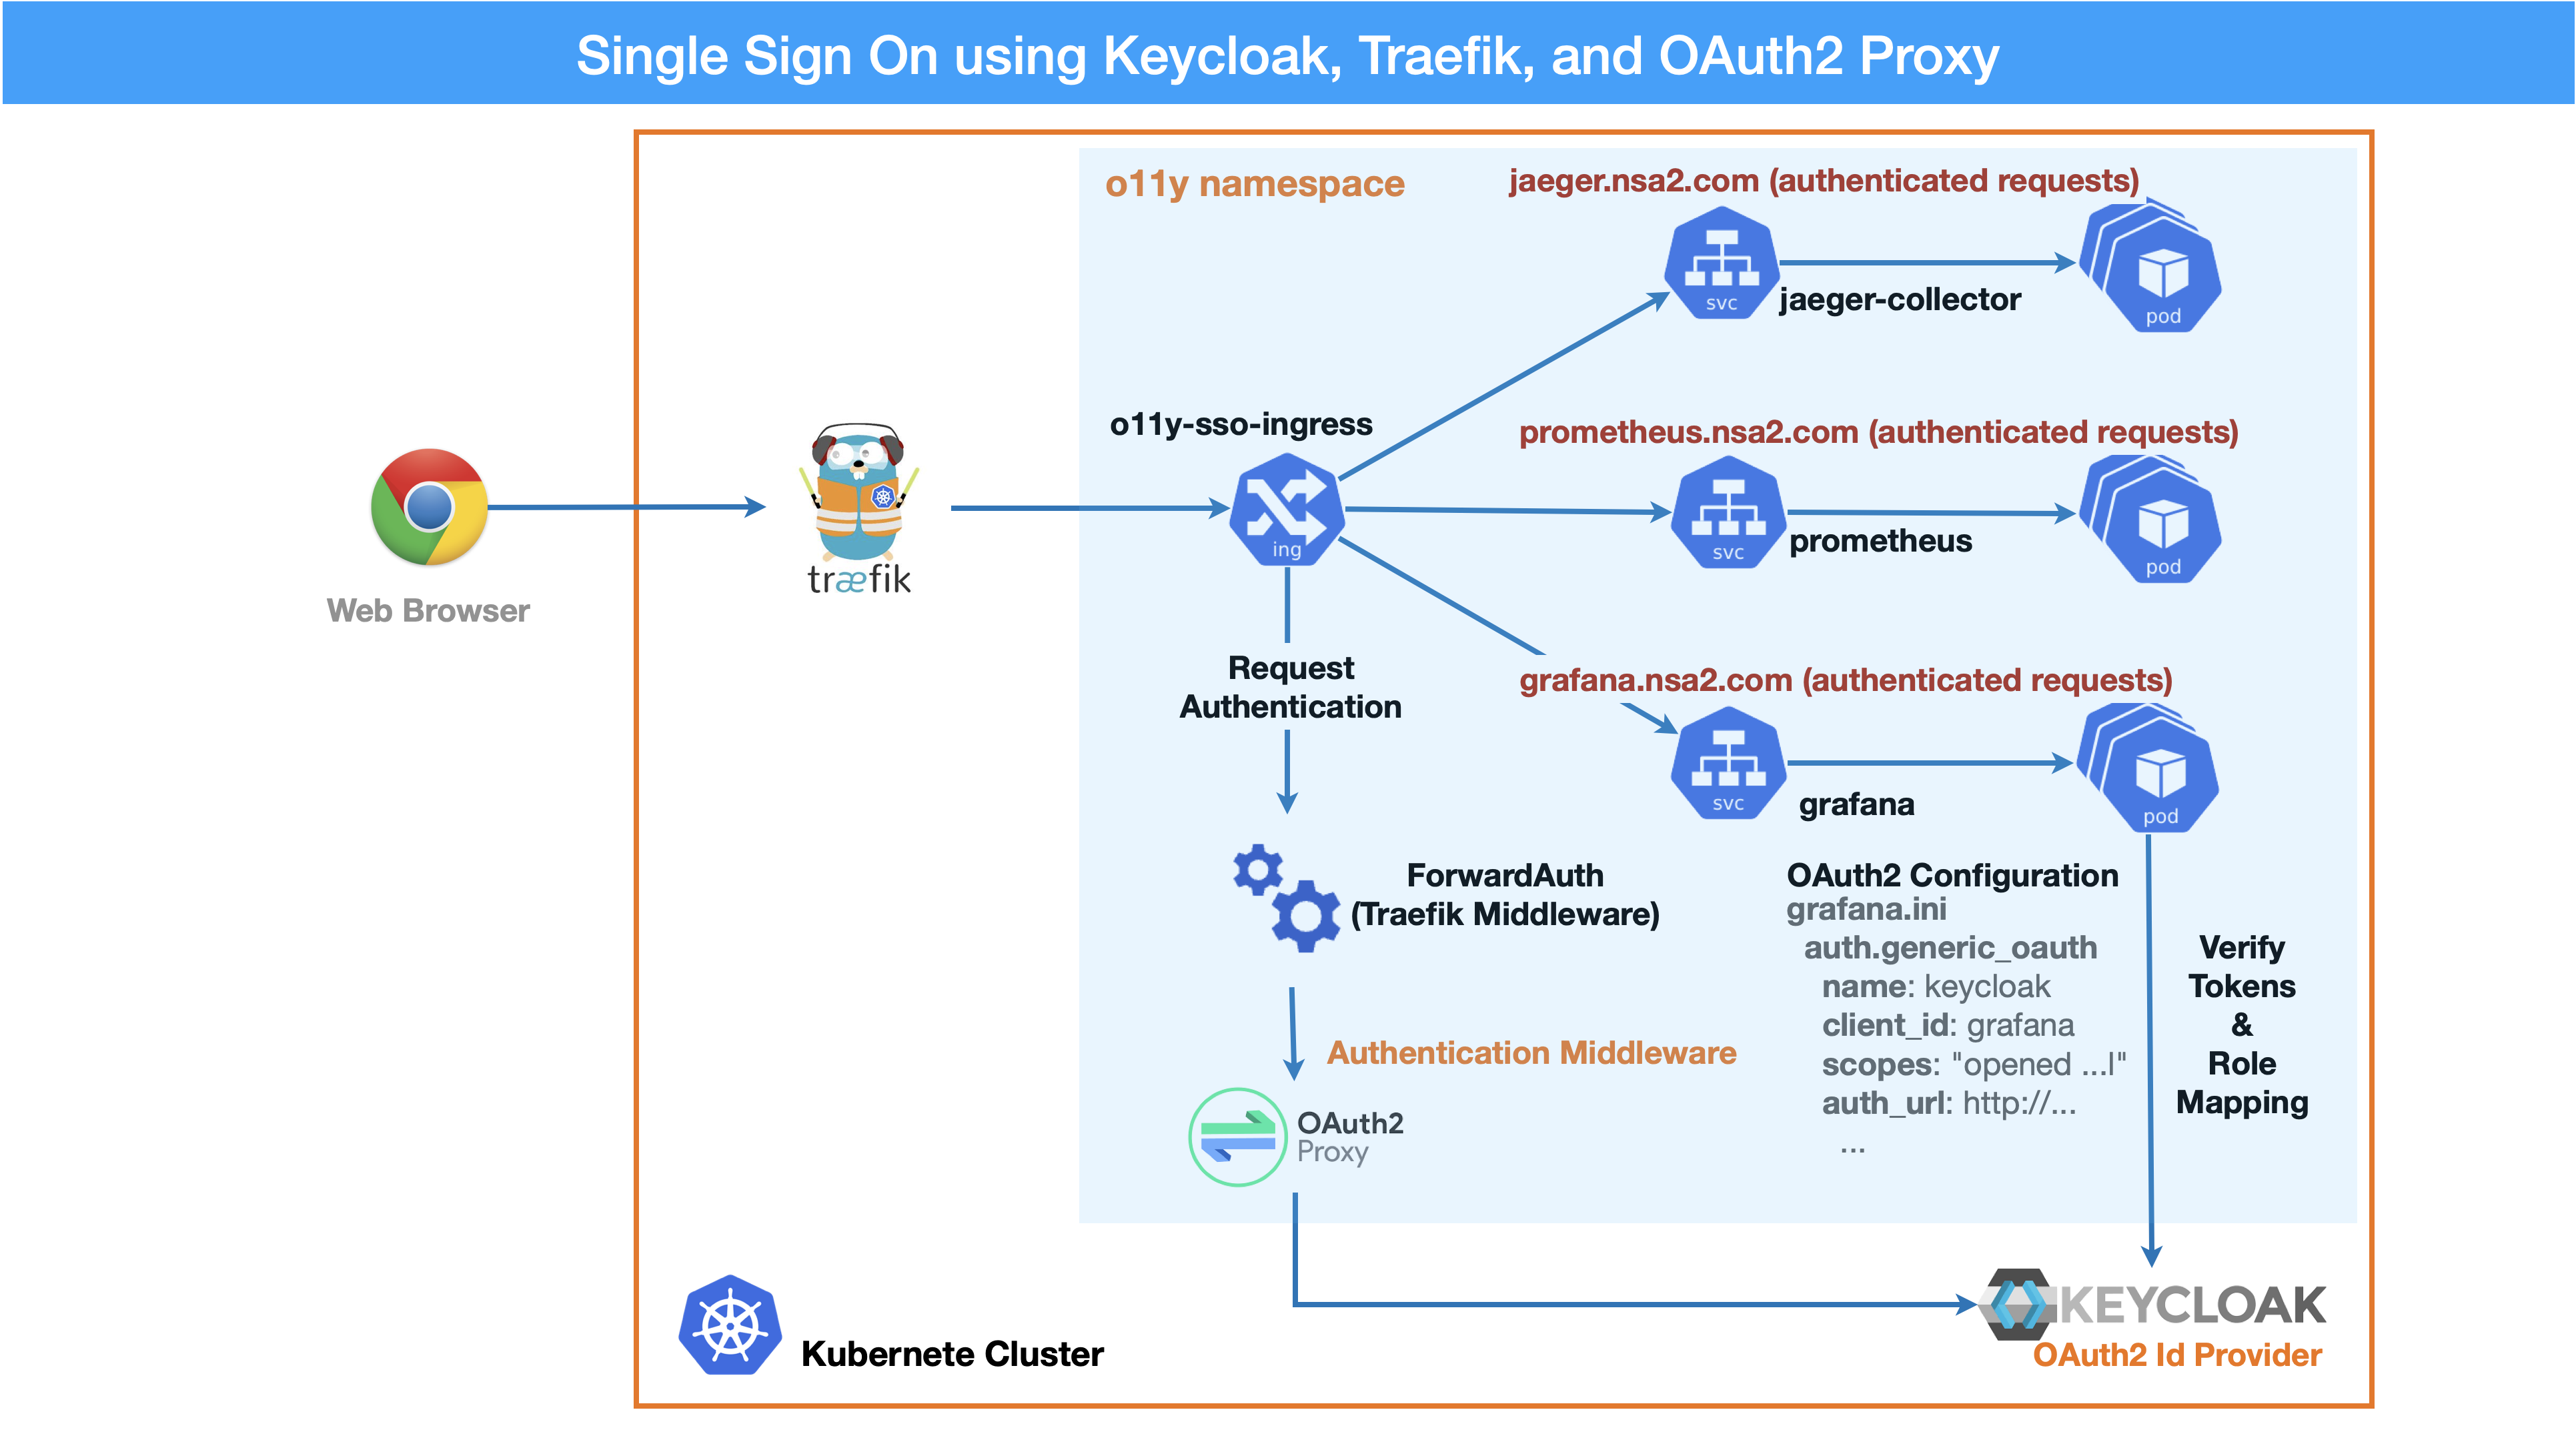 Single Sign On using Keycloak, Traefik, and OAuth2 Proxy
o11y namespace
jaeger.nsa2.com (authenticated requests)
svc
jaeger-collector
pod
o11y-sso-ingress
prometheus.nsa2.com (authenticated requests)
ing
svc
prometheus
pod
træfik
Web Browser
Request
Authentication
grafana.nsa2.com (authenticated requests)
svc
grafana
pod
ForwardAuth
(Traefik Middleware)
OAuth2 Configuration
grafana.ini
auth.generic_oauth
name: keycloak
client_id: grafana
scopes: "opened ...l"
auth_url: http://...
...
Verify
Tokens
&
Role
Mapping
Authentication Middleware
OAuth2
Proxy
Kubernete Cluster
KEYCLOAK
OAuth2 Id Provider